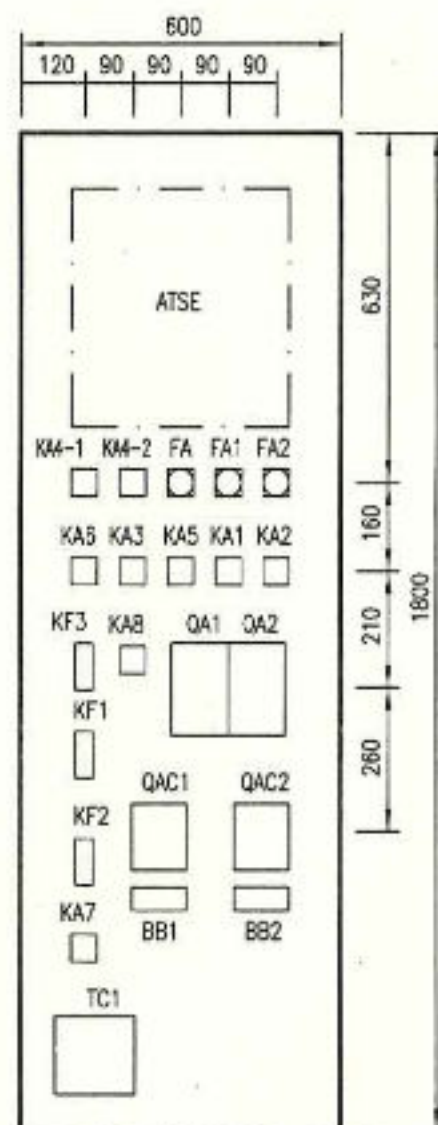 600
120 90 90 90 90
ATSE
630
KA4-1 KA4-2 FA FA1 FA2
160
KA6 KA3 KA5 KA1 KA2
1800
210
KF3 KA8 QA1 QA2
KF1
260
QAC1 QAC2
KF2
BB1 BB2
KA7
TC1